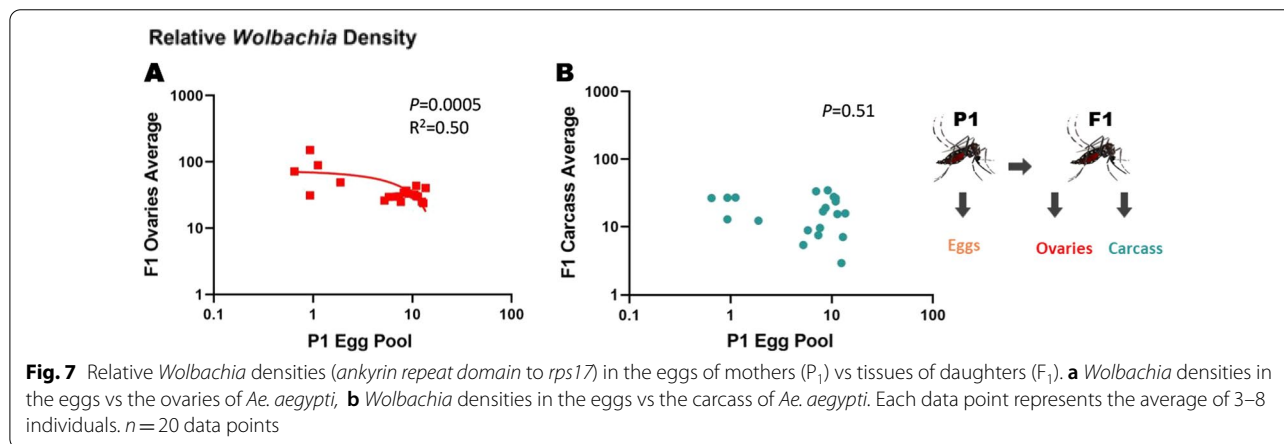 Relative Wolbachia Density
A
1000
100
10
1
0.1
1
10
100
F1 Ovaries Average
P1 Egg Pool
P=0.0005
R²=0.50
B
1000
100
10
1
0.1
1
10
100
F1 Carcass Average
P1 Egg Pool
P=0.51
P1
F1
Eggs
Ovaries
Carcass
Fig. 7 Relative Wolbachia densities (ankyrin repeat domain to rps17) in the eggs of mothers (P₁) vs tissues of daughters (F₁). a Wolbachia densities in
the eggs vs the ovaries of Ae. aegypti, b Wolbachia densities in the eggs vs the carcass of Ae. aegypti. Each data point represents the average of 3–8
individuals. n = 20 data points